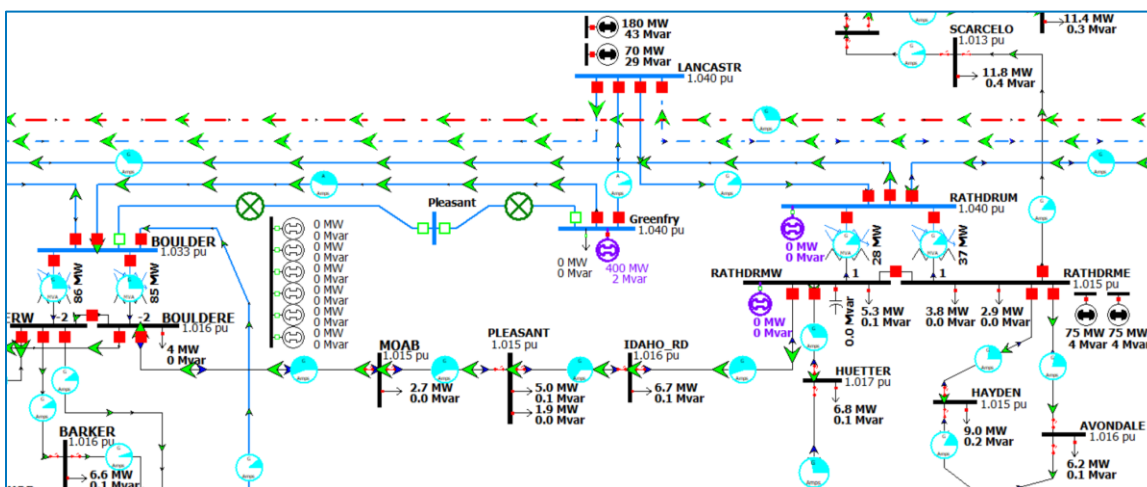 180 MW
43 Mvar
70 MW
29 Mvar
LANCASTR
1.040 pu
SCARCELO
1.013 pu
11.4 MW
0.3 Mvar
11.8 MW
0.4 Mvar
Pleasant
Greenfry
1.040 pu
0 MW
0 Mvar
400 MW
2 Mvar
RATHDRUM
1.040 pu
0 MW
0 Mvar
28 MW
37 MW
BOULDER
1.033 pu
86 MW
85 MW
0 MW
0 Mvar
0 MW
0 Mvar
0 MW
0 Mvar
0 MW
0 Mvar
0 MW
0 Mvar
0 MW
0 Mvar
RATHDRMW
1
1
RATHDRME
1.015 pu
0 MW
0 Mvar
0.0 Mvar
5.3 MW
0.1 Mvar
3.8 MW
0.0 Mvar
2.9 MW
0.0 Mvar
75 MW
4 Mvar
75 MW
4 Mvar
ERW
-2
-2
BOULDERE
1.016 pu
4 MW
0 Mvar
MOAB
1.015 pu
2.7 MW
0.0 Mvar
PLEASANT
1.015 pu
5.0 MW
0.1 Mvar
1.9 MW
0.0 Mvar
IDAHO_RD
1.016 pu
6.7 MW
0.1 Mvar
HUETTER
1.017 pu
6.8 MW
0.1 Mvar
HAYDEN
1.015 pu
9.0 MW
0.2 Mvar
AVONDALE
1.016 pu
6.2 MW
0.1 Mvar
BARKER
1.016 pu
6.6 MW
0.1 Mvar